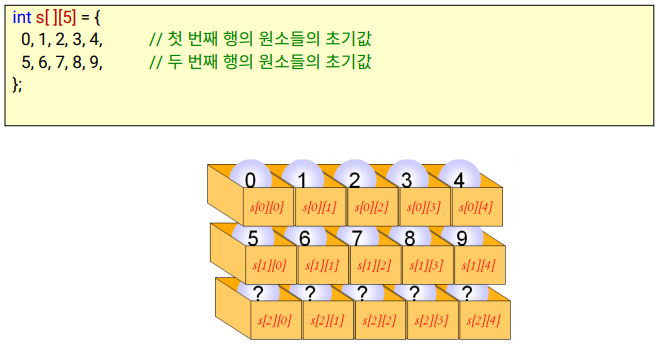 int s[ ][5] = {
0, 1, 2, 3, 4, // 첫 번째 행의 원소들의 초기값
5, 6, 7, 8, 9, // 두 번째 행의 원소들의 초기값
};
0 1 2 3 4
s[0][0] s[0][1] s[0][2] s[0][3] s[0][4]
5 6 7 8 9
s[1][0] s[1][1] s[1][2] s[1][3] s[1][4]
? ? ? ? ?
s[2][0] s[2][1] s[2][2] s[2][3] s[2][4]